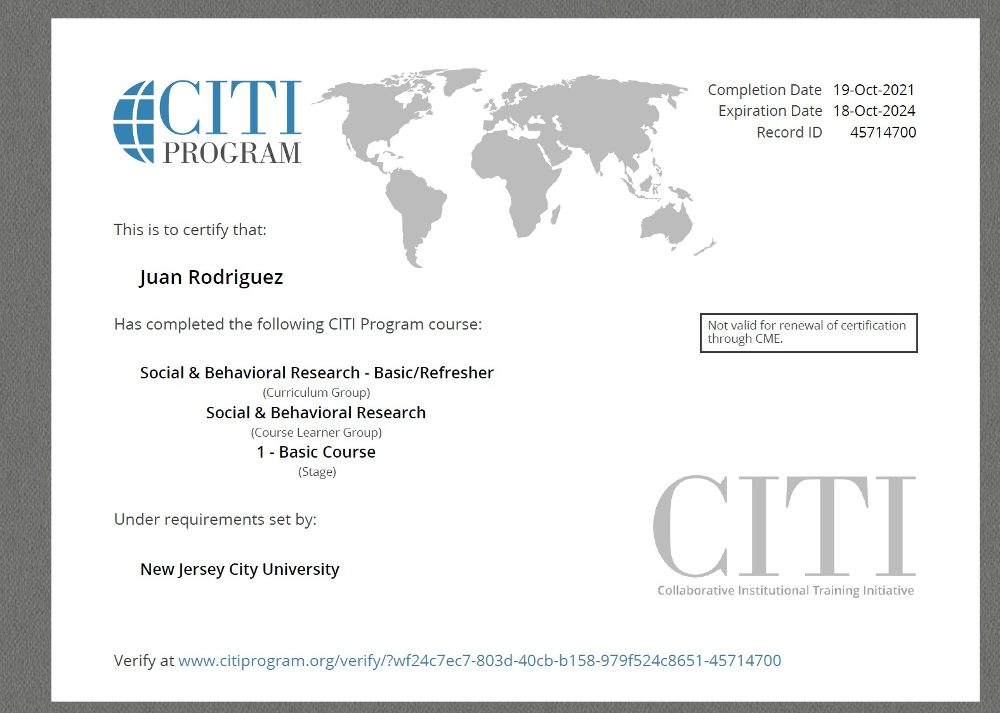 CITI
PROGRAM
Completion Date 19-Oct-2021
Expiration Date 18-Oct-2024
Record ID 45714700
This is to certify that:
Juan Rodriguez
Has completed the following CITI Program course:
Not valid for renewal of certification
through CME.
Social & Behavioral Research - Basic/Refresher
(Curriculum Group)
Social & Behavioral Research
(Course Learner Group)
1 - Basic Course
(Stage)
Under requirements set by:
New Jersey City University
CITI
Collaborative Institutional Training Initiative
Verify at www.citiprogram.org/verify/?wf24c7ec7-803d-40cb-b158-979f524c8651-45714700